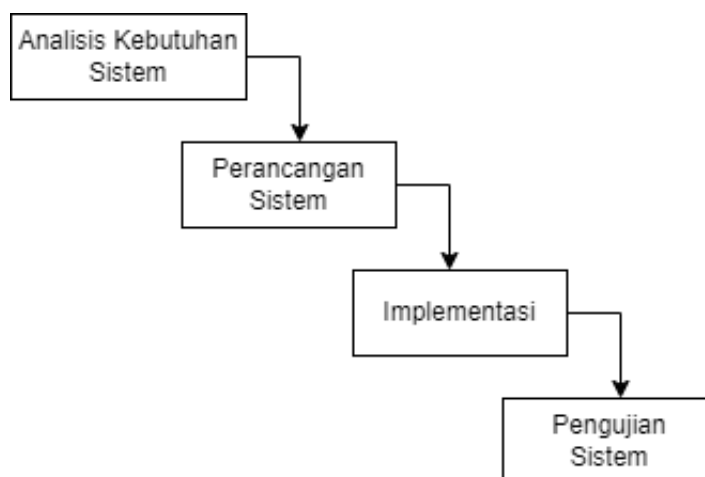 Analisis Kebutuhan
Sistem
Perancangan
Sistem
Implementasi
Pengujian
Sistem